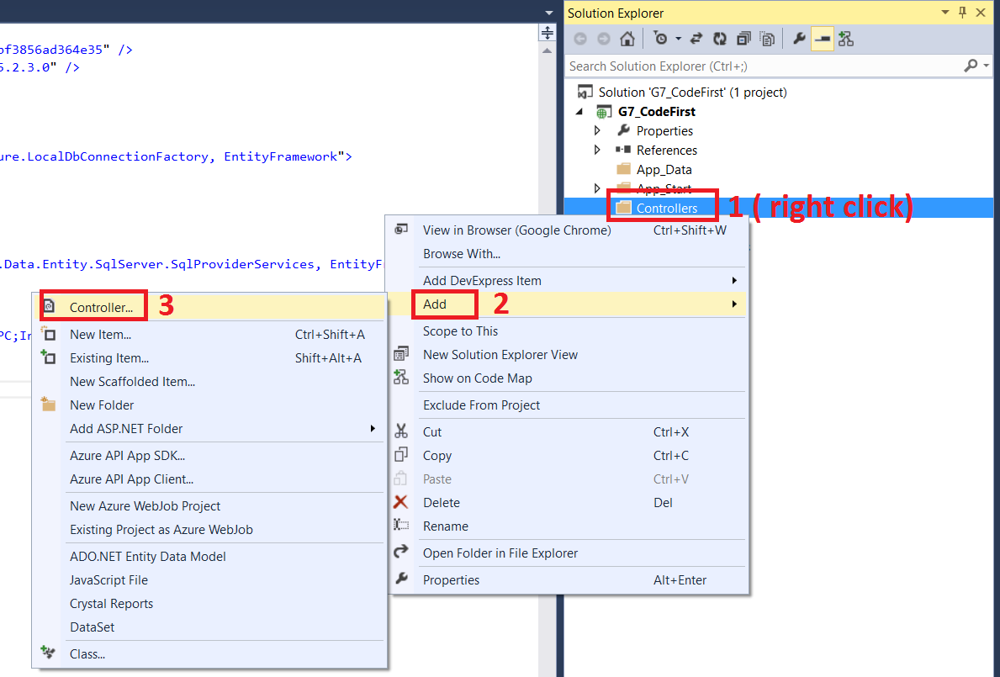 Solution Explorer
Search Solution Explorer (Ctrl+;)
Solution 'G7_CodeFirst' (1 project)
G7_CodeFirst
Properties
References
App_Data
App_Start
Controllers
1 ( right click)
bf3856ad364e35" />
5.2.3.0" />
ure.LocalDbConnectionFactory, EntityFramework">
.Data.Entity.SqlServer.SqlProviderServices, EntityFr
PC;In
View in Browser (Google Chrome) Ctrl+Shift+W
Browse With...
Add DevExpress Item
Add 2
Scope to This
New Solution Explorer View
Show on Code Map
Exclude From Project
Cut Ctrl+X
Copy Ctrl+C
Paste Ctrl+V
Delete Del
Rename
Open Folder in File Explorer
Properties Alt+Enter
Controller... 3
New Item... Ctrl+Shift+A
Existing Item... Shift+Alt+A
New Scaffolded Item...
New Folder
Add ASP.NET Folder
Azure API App SDK...
Azure API App Client...
New Azure WebJob Project
Existing Project as Azure WebJob
ADO.NET Entity Data Model
JavaScript File
Crystal Reports
DataSet
Class...